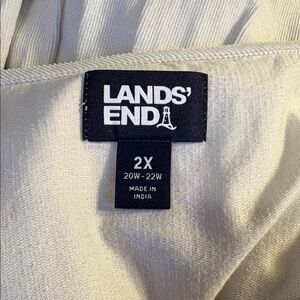 LANDS'
END
2X
20W-22W
MADE IN
INDIA